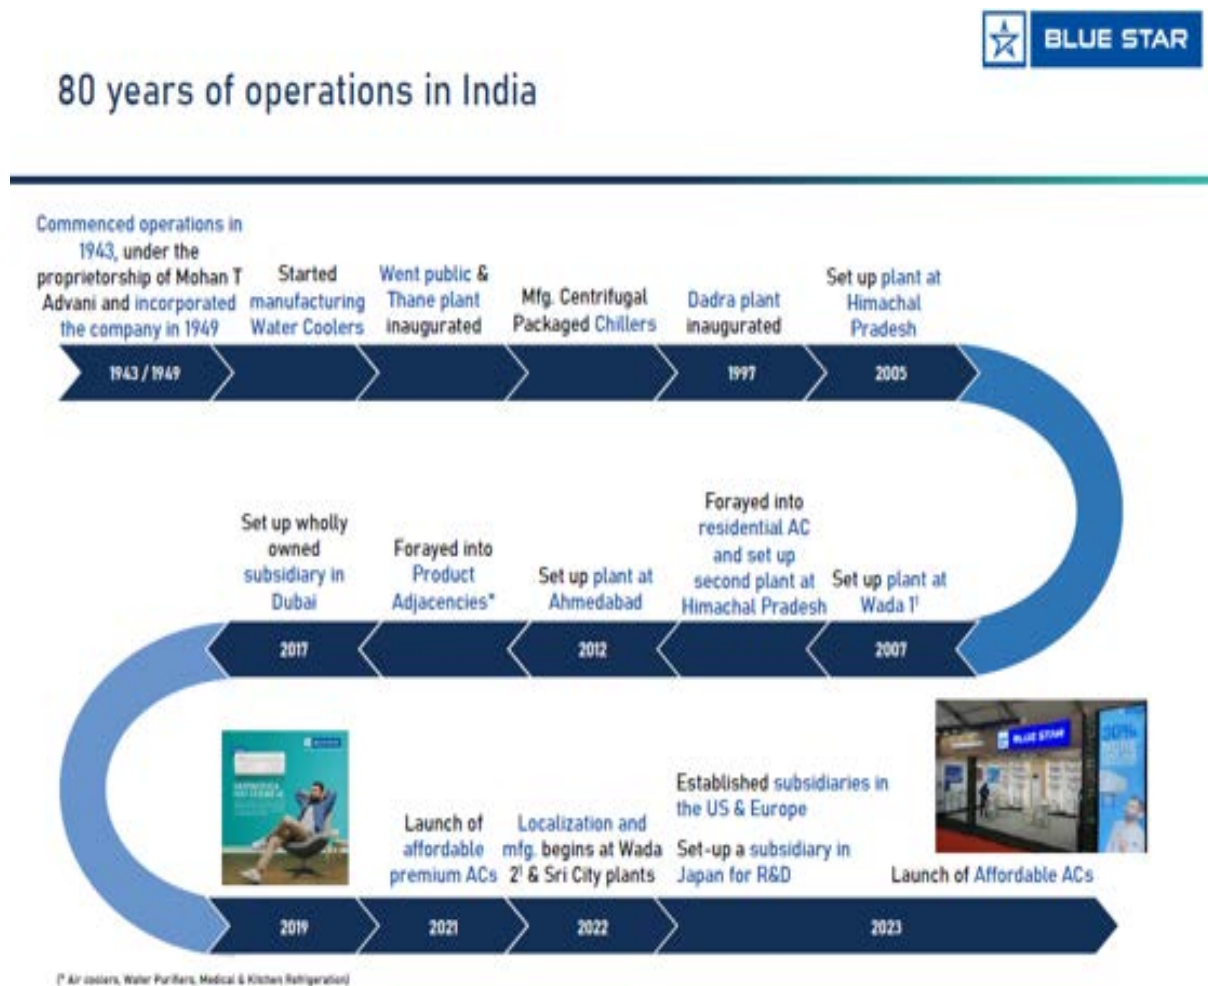 BLUE STAR
80 years of operations in India
Commenced operations in
1943, under the
proprietorship of Mohan T
Advani and incorporated
the company in 1949
Started
manufacturing
Water Coolers
Went public &
Thane plant
inaugurated
Mfg. Centrifugal
Packaged Chillers
Dadra plant
inaugurated
Set up plant at
Himachal
Pradesh
1943 / 1949
1997
2005
Set up wholly
owned
subsidiary in
Dubai
Forayed into
Product
Adjacencies*
Set up plant at
Ahmedabad
Forayed into
residential AC
and set up
second plant at
Himachal Pradesh
Set up plant at
Wada 1¹
2017
2012
2007
Launch of
affordable
premium ACs
Localization and
mfg. begins at Wada
2¹ & Sri City plants
Established subsidiaries in
the US & Europe
Set-up a subsidiary in
Japan for R&D
BLUE STAR
30%
Launch of Affordable ACs
2019
2021
2022
2023
(* Air coolers, Water Purifiers, Medical & Kitchen Refrigeration)